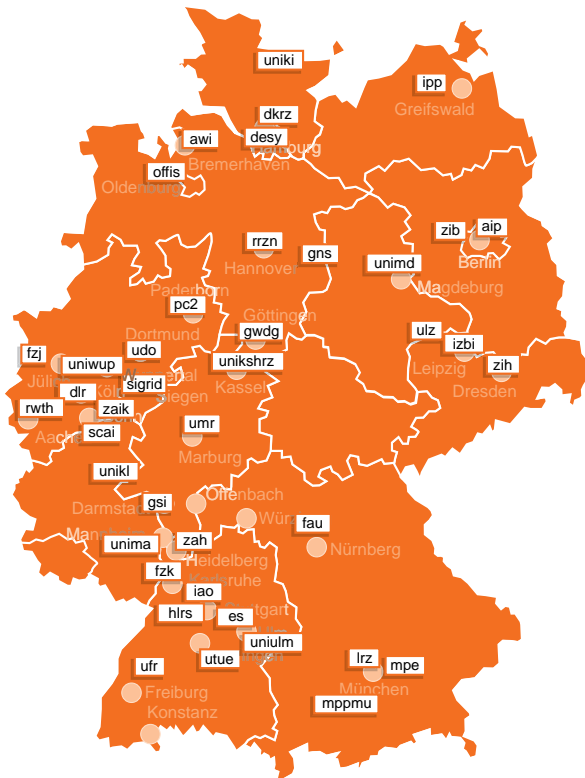 uniki
ipp
Greifswald
dkrz
desy
awi
Bremerhaven
offis
Oldenburg
zib
aip
Berlin
rrzn
gns
Hannover
unimd
Magdeburg
Paderborn
pc2
Göttingen
Dortmund
gwdg
ulz
izbi
Leipzig
fzj
uniwup
udo
unikshrz
Kassel
zih
Dresden
sigrid
Siegen
dlr
Köln
rwth
zaik
scai
umr
Marburg
unikl
Darmstadt
gsi
Offenbach
fau
Nürnberg
unima
zah
Heidelberg
fzk
iao
hlrs
es
uniulm
utue
lrz
mpe
München
ufr
Freiburg
mppmu
Konstanz